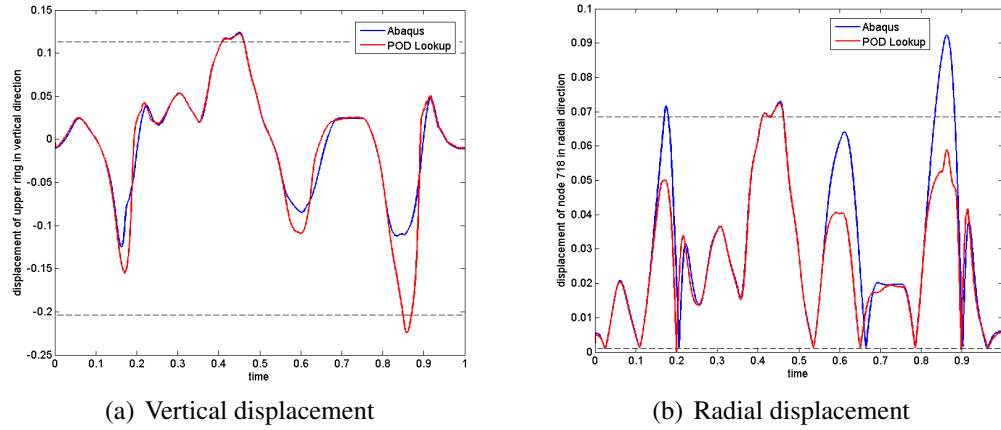 0.15
0.1
0.05
0
-0.05
-0.1
-0.15
-0.2
-0.25
displacement of upper ring in vertical direction
0 0.1 0.2 0.3 0.4 0.5 0.6 0.7 0.8 0.9 1
time
Abaqus
POD Lookup
(a) Vertical displacement
0.1
0.09
0.08
0.07
0.06
0.05
0.04
0.03
0.02
0.01
0
displacement of node 718 in radial direction
0 0.1 0.2 0.3 0.4 0.5 0.6 0.7 0.8 0.9
time
Abaqus
POD Lookup
(b) Radial displacement